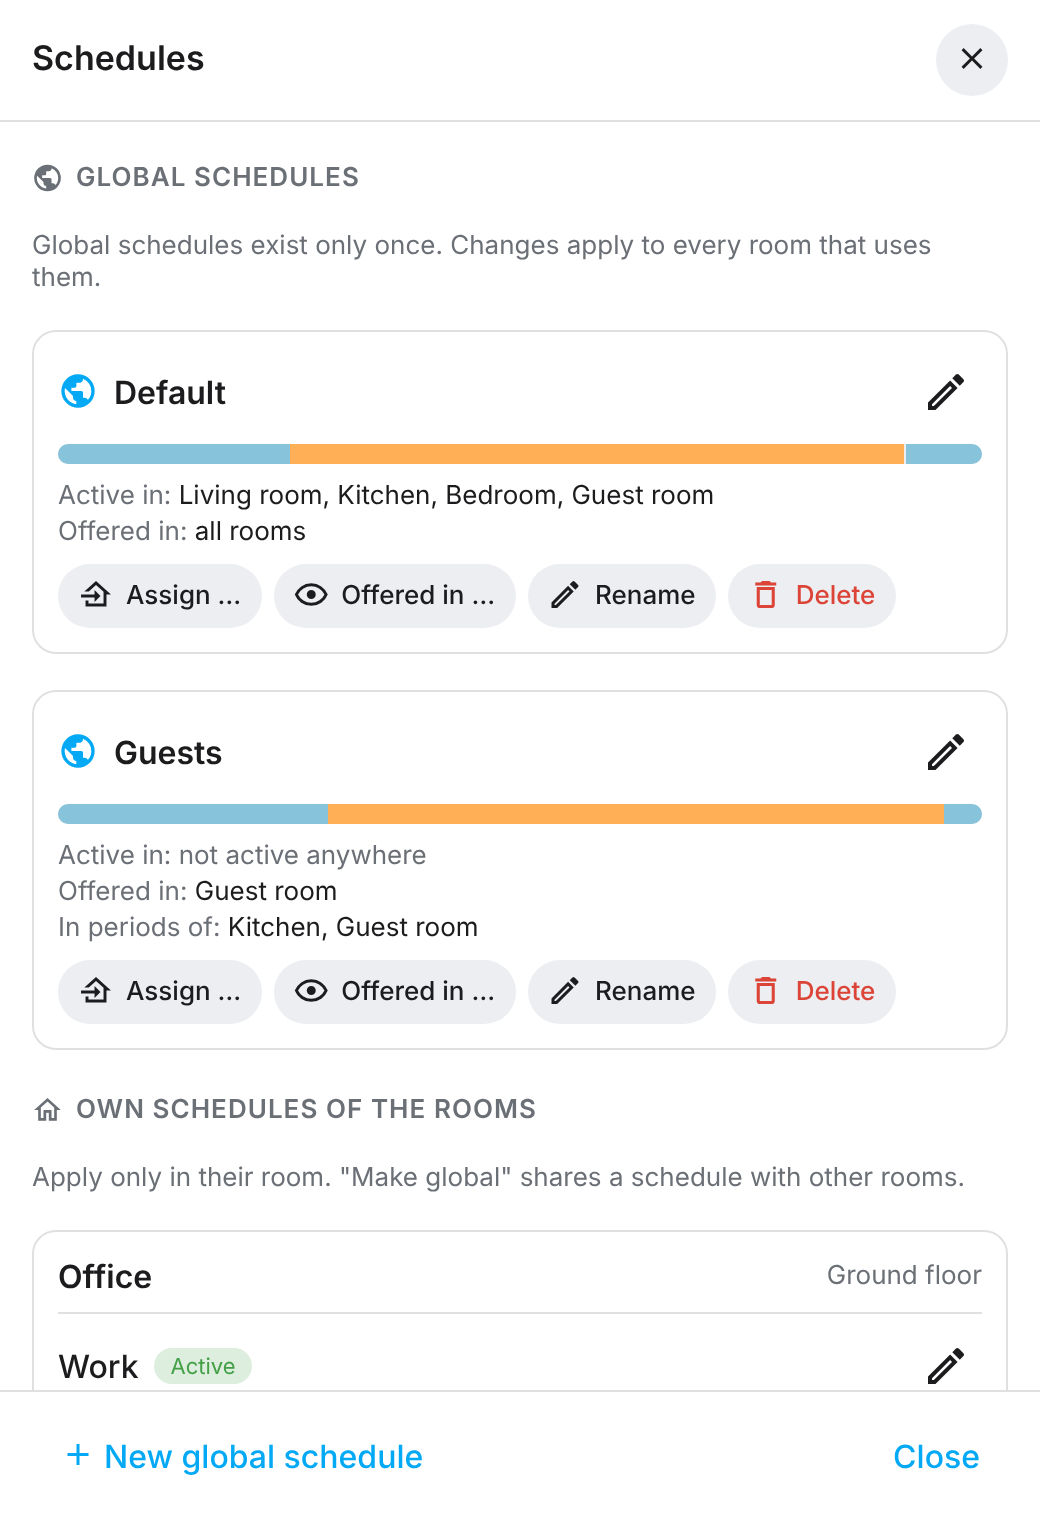 Schedules
GLOBAL SCHEDULES
Global schedules exist only once. Changes apply to every room that uses
them.
Default
Active in: Living room, Kitchen, Bedroom, Guest room
Offered in: all rooms
Assign ...
Offered in ...
Rename
Delete
Guests
Active in: not active anywhere
Offered in: Guest room
In periods of: Kitchen, Guest room
Assign ...
Offered in ...
Rename
Delete
OWN SCHEDULES OF THE ROOMS
Apply only in their room. "Make global" shares a schedule with other rooms.
Office
Ground floor
Work
Active
+ New global schedule
Close